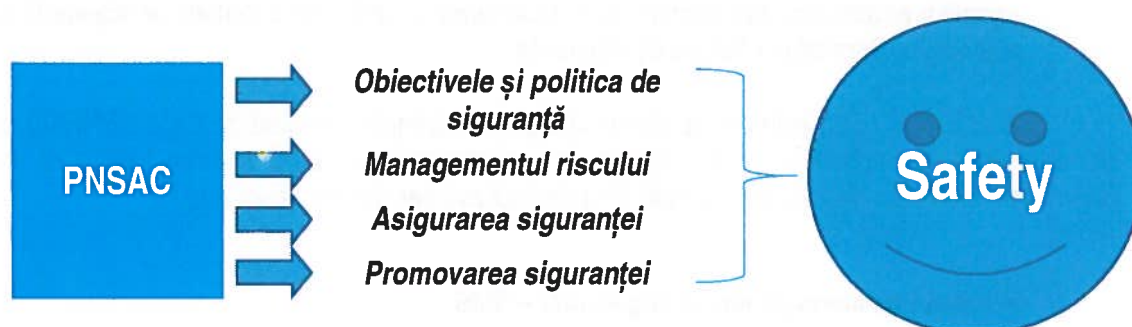 PNSAC
Obiectivele și politica de
siguranță
Managementul riscului
Asigurarea siguranței
Promovarea siguranței
Safety